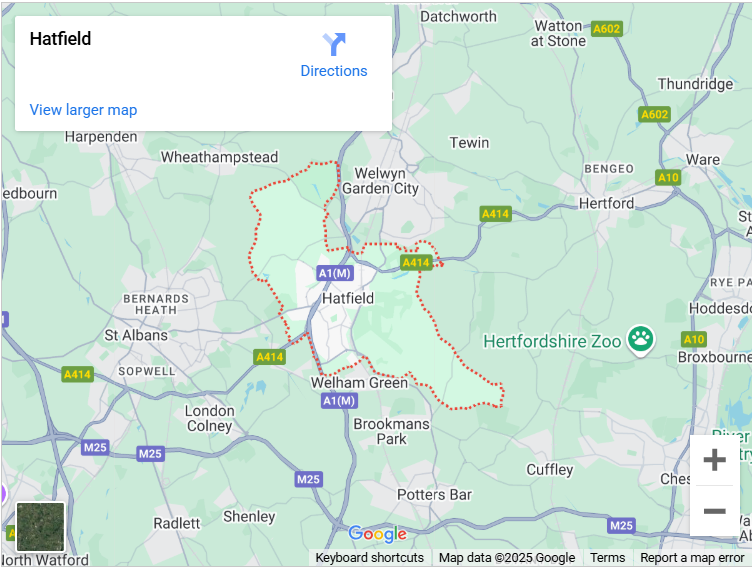 Hatfield
Directions
View larger map
Datchworth
Watton
at Stone
A602
Thundridge
A602
Harpenden
Tewin
Wheathampstead
Welwyn
Garden City
BENGEO
Ware
A10
edbourn
Hertford
A414
St
A
A414
A1(M)
RYE PA
Hatfield
BERNARDS
HEATH
Hoddesdo
St Albans
Hertfordshire Zoo
A10
Broxbourne
A414
SOPWELL
A414
Welham Green
A1(M)
London
Colney
Brookmans
Park
River
M25
M25
Cuffley
M25
Ches
Potters Bar
Radlett
Shenley
M25
Google
North Watford
Keyboard shortcuts
Map data ©2025 Google
Terms
Report a map error